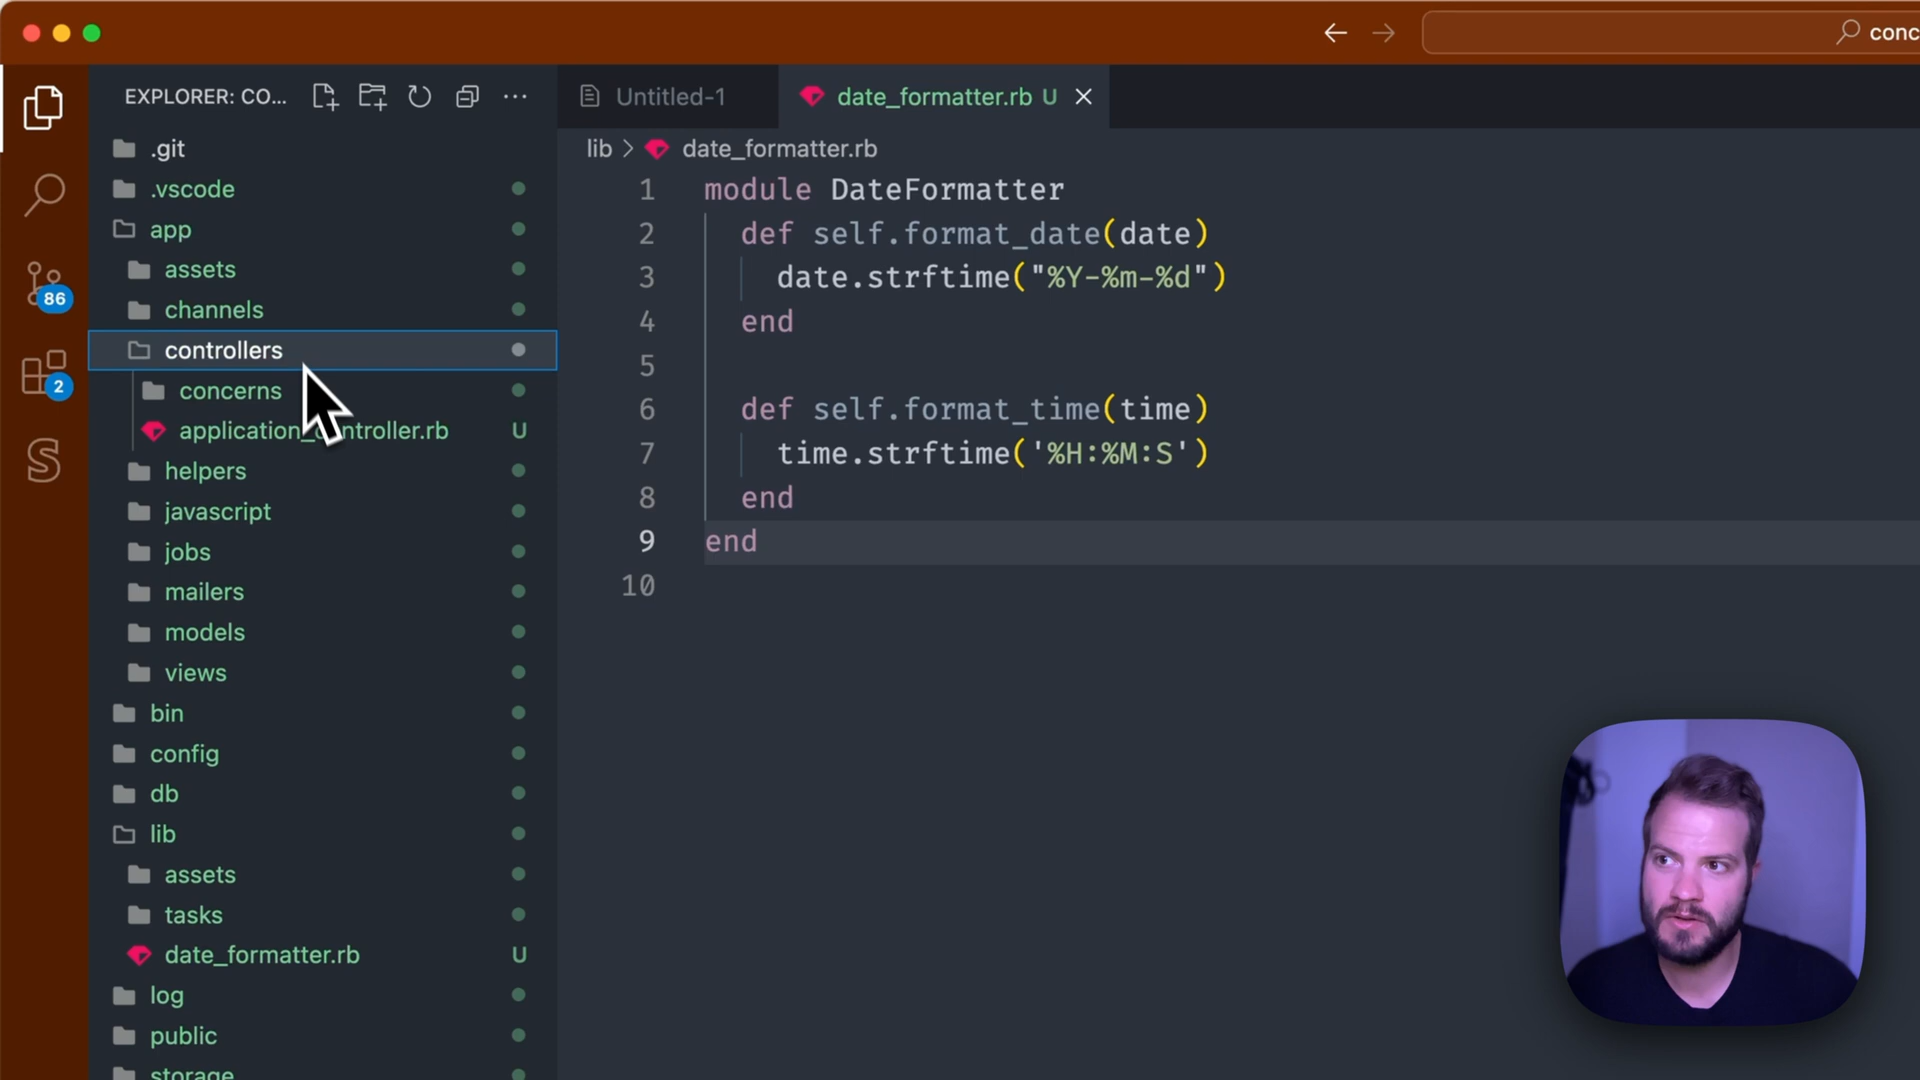 conc
EXPLORER: CO...
Untitled-1
date_formatter.rb U
.git
lib > date_formatter.rb
.vscode
app
assets
channels
controllers
concerns
application_c ntroller.rb U
helpers
javascript
jobs
mailers
models
views
bin
config
db
lib
assets
tasks
date_formatter.rb U
log
public
storage
86
2
1 module DateFormatter
2 def self.format_date(date)
3 date.strftime("%Y-%m-%d")
4 end
5
6 def self.format_time(time)
7 time.strftime('%H:%M:S')
8 end
9 end
10